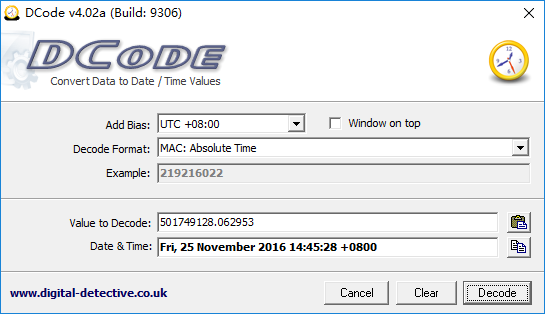 DCode v4.02a (Build: 9306)
DCODE
Convert Data to Date / Time Values
Add Bias: UTC +08:00 Window on top
Decode Format: MAC: Absolute Time
Example: 219216022
Value to Decode: 501749128.062953
Date & Time: Fri, 25 November 2016 14:45:28 +0800
www.digital-detective.co.uk Cancel Clear Decode